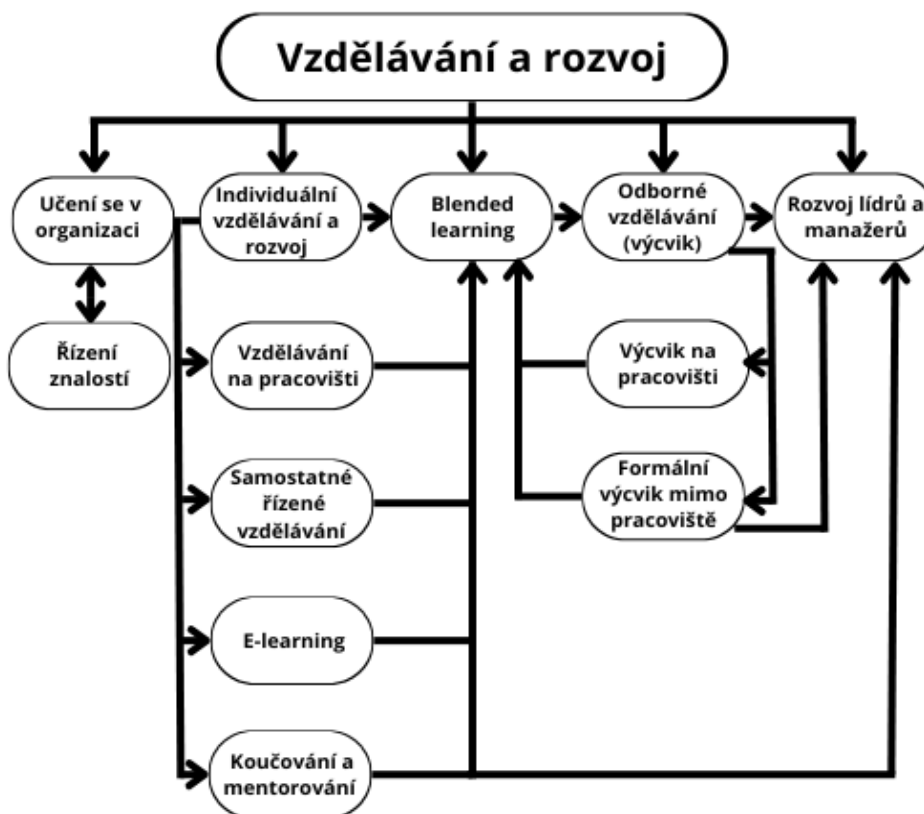 Vzdělávání a rozvoj
Učení se v
organizaci
Individuální
vzdělávání a
rozvoj
Blended
learning
Odborné
vzdělávání
(výcvik)
Rozvoj lídrů a
manažerů
Řízení
znalostí
Vzdělávání
na pracovišti
Výcvik na
pracovišti
Samostatné
řízené
vzdělávání
Formální
výcvik mimo
pracoviště
E-learning
Koučování a
mentorování